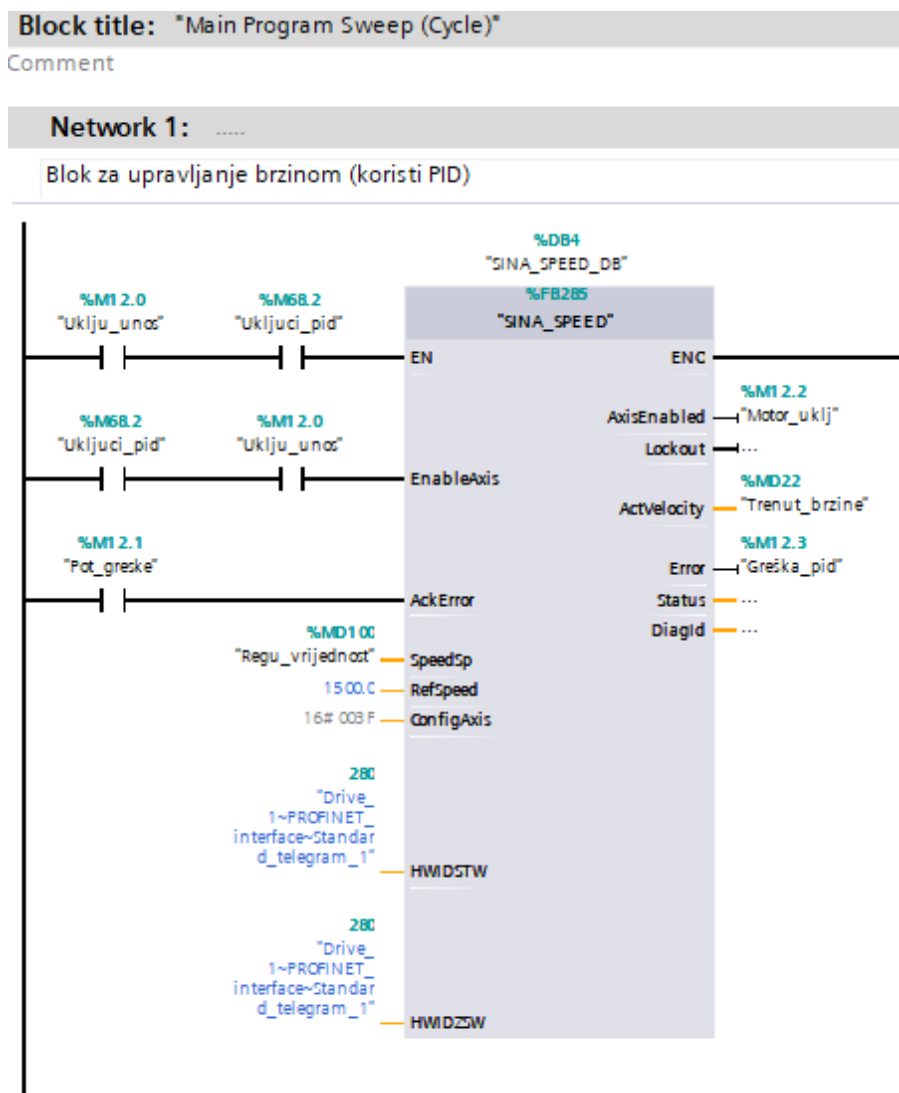 Block title: "Main Program Sweep (Cycle)"
Comment
Network 1: .....
Blok za upravljanje brzinom (koristi PID)
%DB4
"SINA_SPEED_DB"
%M12.0
"Uklju_unos"
%M68.2
"Ukljuci_pid"
%FB285
"SINA_SPEED"
EN
ENO
%M12.2
AxisEnabled "Motor_uklj"
%M68.2
"Ukljuci_pid"
%M12.0
"Uklju_unos"
Lockout ...
EnableAxis
%MD22
ActVelocity "Trenut_brzine"
%M12.1
"Pot_greske"
%M12.3
Error "Greška_pid"
AckError
Status ...
DiagId ...
%MD100
"Regu_vrijednost" SpeedSp
1500.0 RefSpeed
16# 003F ConfigAxis
280
"Drive_
1~PROFINET_
interface~Standar
d_telegram_1"
HWIDSTW
280
"Drive_
1~PROFINET_
interface~Standar
d_telegram_1"
HWIDZSW